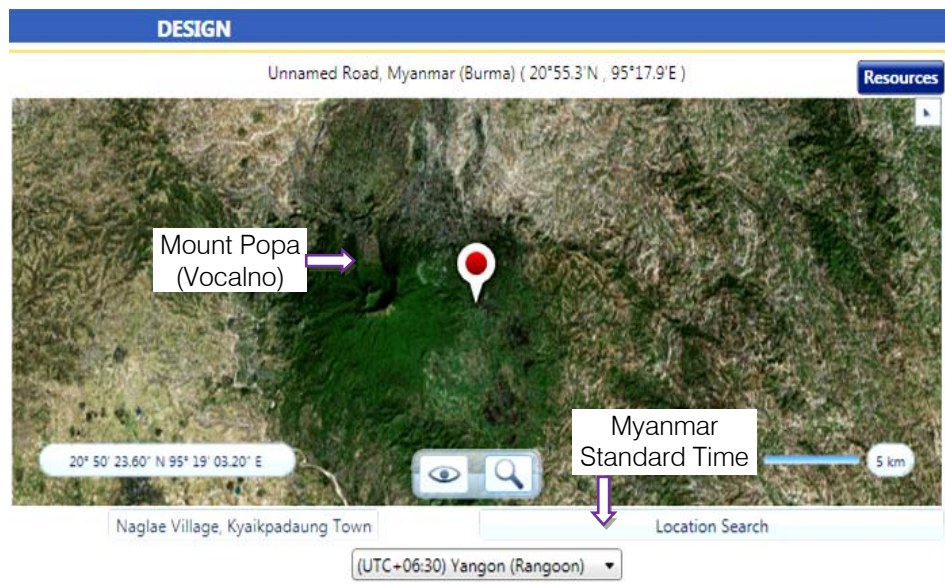 DESIGN
Unnamed Road, Myanmar (Burma) ( 20°55.3'N , 95°17.9'E )
Resources
Mount Popa
(Vocalno)
Myanmar
Standard Time
20° 50' 23.60" N 95° 19' 03.20" E
5 km
Naglae Village, Kyaikpadaung Town
Location Search
(UTC+06:30) Yangon (Rangoon)